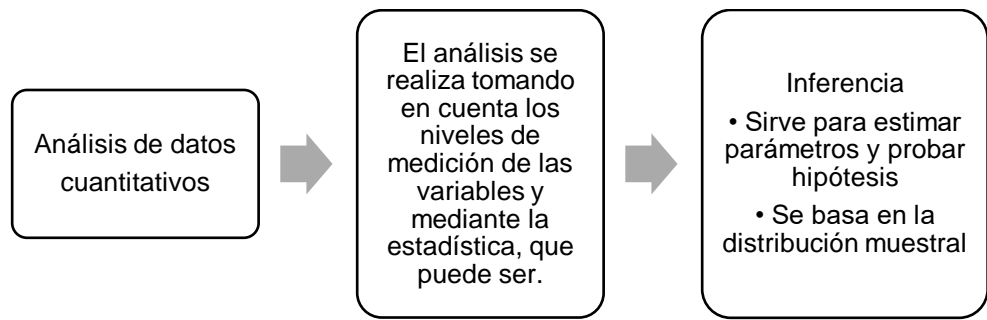 Análisis de datos
cuantitativos
El análisis se
realiza tomando
en cuenta los
niveles de
medición de las
variables y
mediante la
estadística, que
puede ser.
Inferencia
• Sirve para estimar
parámetros y probar
hipótesis
• Se basa en la
distribución muestral